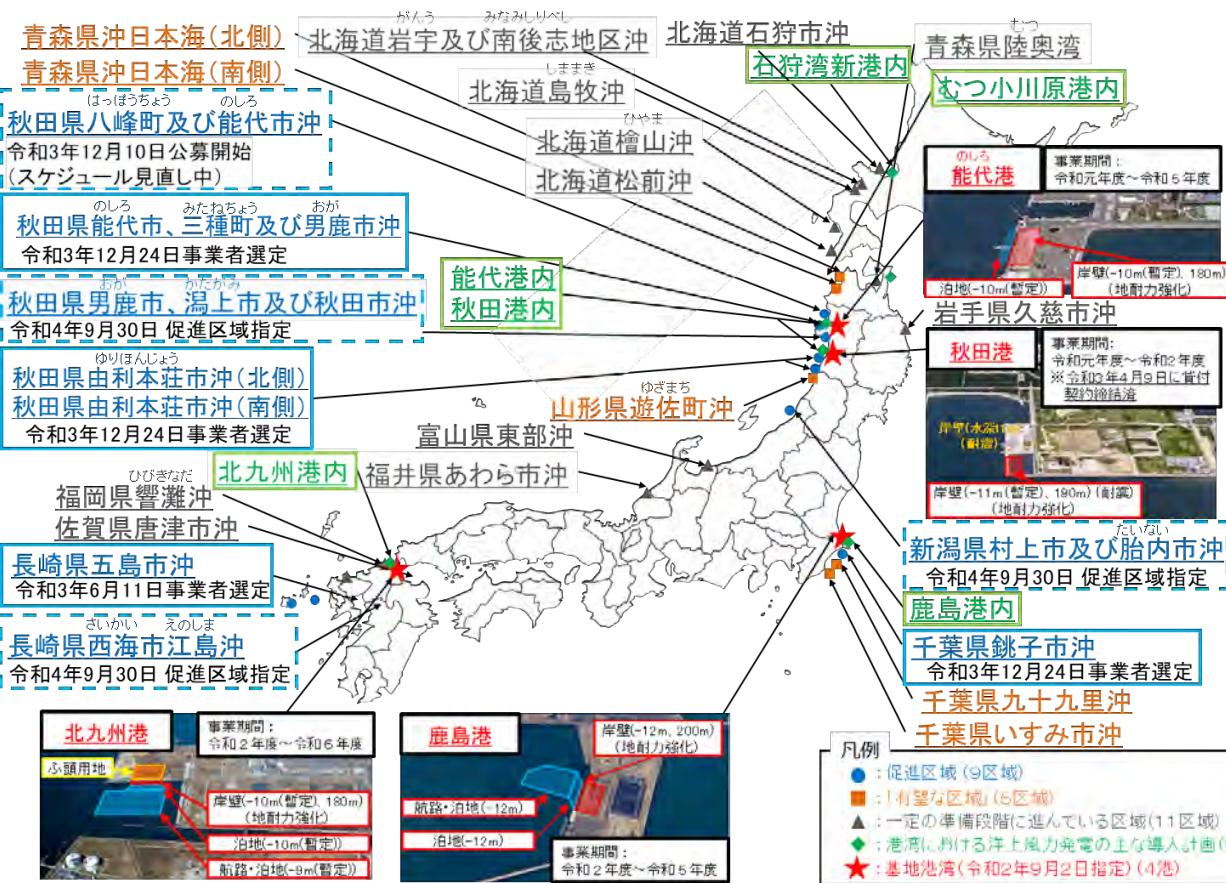 青森県沖日本海(北側)
青森県沖日本海(南側)
がんう
みなみしりべし
北海道岩宇及び南後志地区沖
しままき
北海道島牧沖
ひやま
北海道檜山沖
北海道松前沖
北海道石狩市沖
石狩湾新港内
むつ
青森県陸奥湾
むつ小川原港内
はっぽうちょう
のしろ
秋田県八峰町及び能代市沖
令和3年12月10日公募開始
(スケジュール見直し中)
のしろ
みたねちょう
おが
秋田県能代市、三種町及び男鹿市沖
令和3年12月24日事業者選定
おが
かたがみ
秋田県男鹿市、潟上市及び秋田市沖
令和4年9月30日 促進区域指定
ゆりほんじょう
秋田県由利本荘市沖(北側)
秋田県由利本荘市沖(南側)
令和3年12月24日事業者選定
能代港内
秋田港内
のしろ
能代港
事業期間:
令和元年度～令和5年度
岸壁(-10m(暫定)、180m)
(地耐力強化)
泊地(-10m(暫定))
岩手県久慈市沖
秋田港
事業期間:
令和元年度～令和2年度
※令和3年4月9日に貸付
契約締結済
(耐震)
岸壁(-11m(暫定)、190m)(耐震)
(地耐力強化)
ゆざまち
山形県遊佐町沖
富山県東部沖
福井県あわら市沖
北九州港内
ひびきなだ
福岡県響灘沖
佐賀県唐津市沖
長崎県五島市沖
令和3年6月11日事業者選定
さいかい
えのしま
長崎県西海市江島沖
令和4年9月30日 促進区域指定
たいない
新潟県村上市及び胎内市沖
令和4年9月30日 促進区域指定
鹿島港内
千葉県銚子市沖
令和3年12月24日事業者選定
千葉県九十九里沖
千葉県いすみ市沖
北九州港
事業期間:
令和2年度～令和6年度
ふ頭用地
岸壁(-10m(暫定)、180m)
(地耐力強化)
泊地(-10m(暫定))
航路・泊地(-9m(暫定))
鹿島港
岸壁(-12m、200m)
(地耐力強化)
航路・泊地(-12m)
泊地(-12m)
事業期間:
令和2年度～令和5年度
凡例
:促進区域(9区域)
:「有望な区域」(5区域)
:一定の準備段階に進んでいる区域(11区域)
:港湾における洋上風力発電の主な導入計画
:基地港湾(令和2年9月2日指定)(4港)